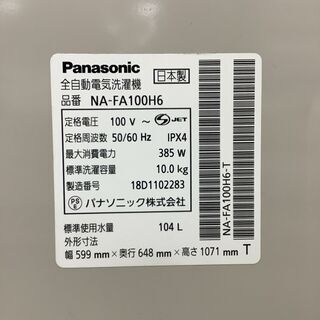 Panasonic
日本製
全自動電気洗濯機
品番 NA-FA100H6
定格電圧 100 V～ S-JET
定格周波数 50/60 Hz IPX4
最大消費電力 385 W
標準洗濯容量 10.0 kg
製造番号 18D1102283
PS E パナソニック株式会社
標準使用水量 104 L
外形寸法
幅 599 mm×奥行 648 mm×高さ 1071 mm T
NA-FA100H6-T